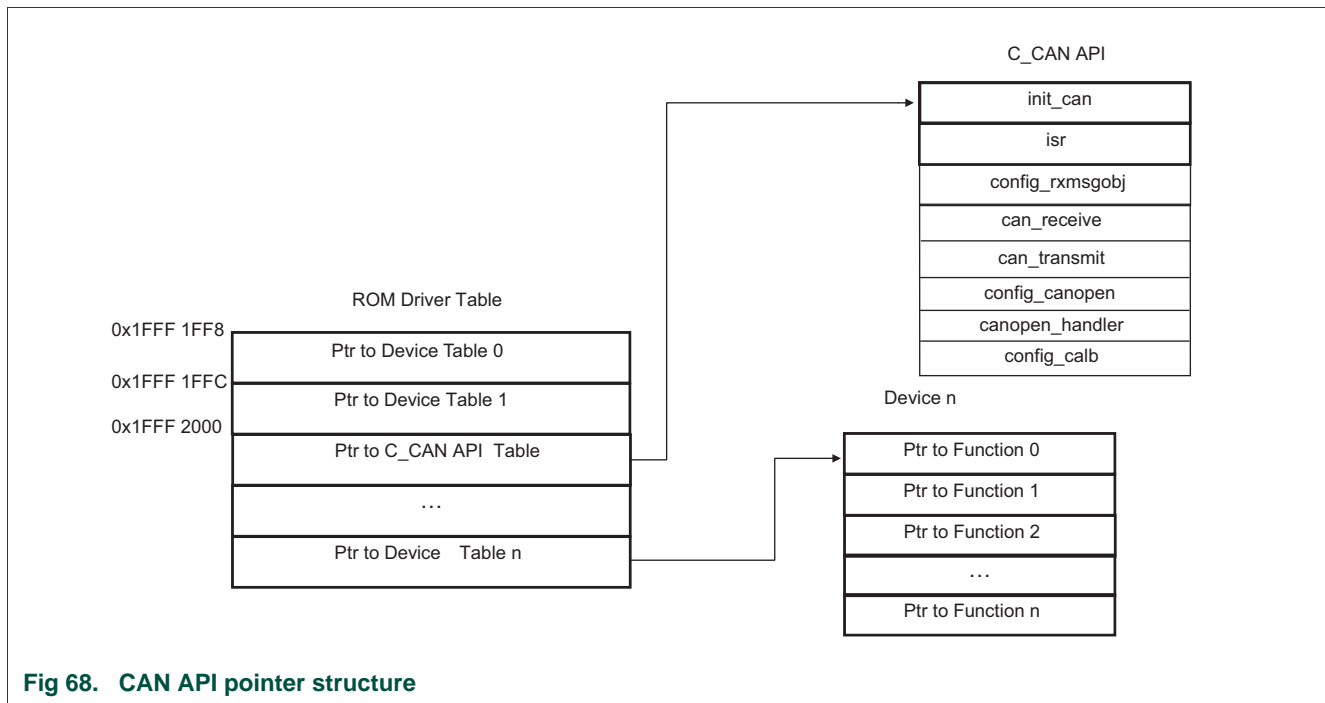 C_CAN API
init_can
isr
config_rxmsgobj
can_receive
can_transmit
config_canopen
canopen_handler
config_calb
ROM Driver Table
0x1FFF 1FF8
Ptr to Device Table 0
0x1FFF 1FFC
Ptr to Device Table 1
0x1FFF 2000
Ptr to C_CAN API Table
…
Ptr to Device Table n
Device n
Ptr to Function 0
Ptr to Function 1
Ptr to Function 2
…
Ptr to Function n
Fig 68. CAN API pointer structure